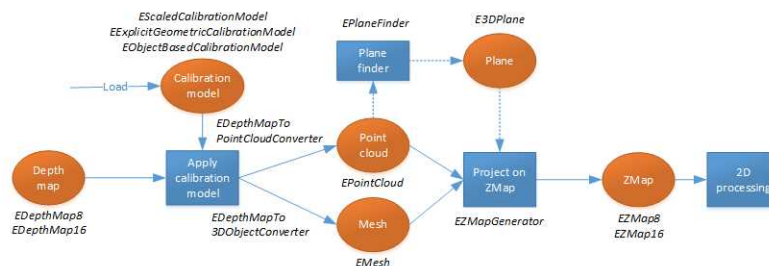 EScaledCalibrationModel
EExplicitGeometricCalibrationModel
EObjectBasedCalibrationModel
EPlaneFinder
E3DPlane
Load
Calibration
model
Plane
finder
Plane
EDepthMapTo
PointCloudConverter
Depth
map
Apply
calibration
model
Point
cloud
EPointCloud
Project on
ZMap
ZMap
2D
processing
EDepthMap8
EDepthMap16
EDepthMapTo
3DObjectConverter
Mesh
EMesh
EZMapGenerator
EZMap8
EZMap16